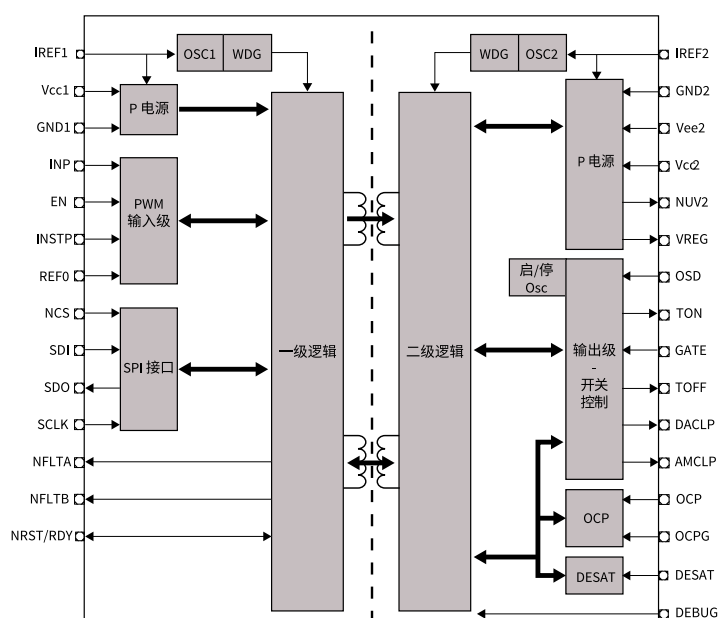 IREF1
OSC1
WDG
WDG
OSC2
IREF2
Vcc1
GND1
P 电源
P 电源
GND2
Vee2
Vcc2
NUV2
VREG
INP
EN
INSTP
REF0
PWM
输入级
启/停
Osc
OSD
TON
GATE
TOFF
DACLP
AMCLP
NCS
SDI
SDO
SCLK
SPI 接口
一级逻辑
二级逻辑
输出级
-
开关
控制
NFLTA
NFLTB
NRST/RDY
OCP
OCP
OCPG
DESAT
DESAT
DEBUG